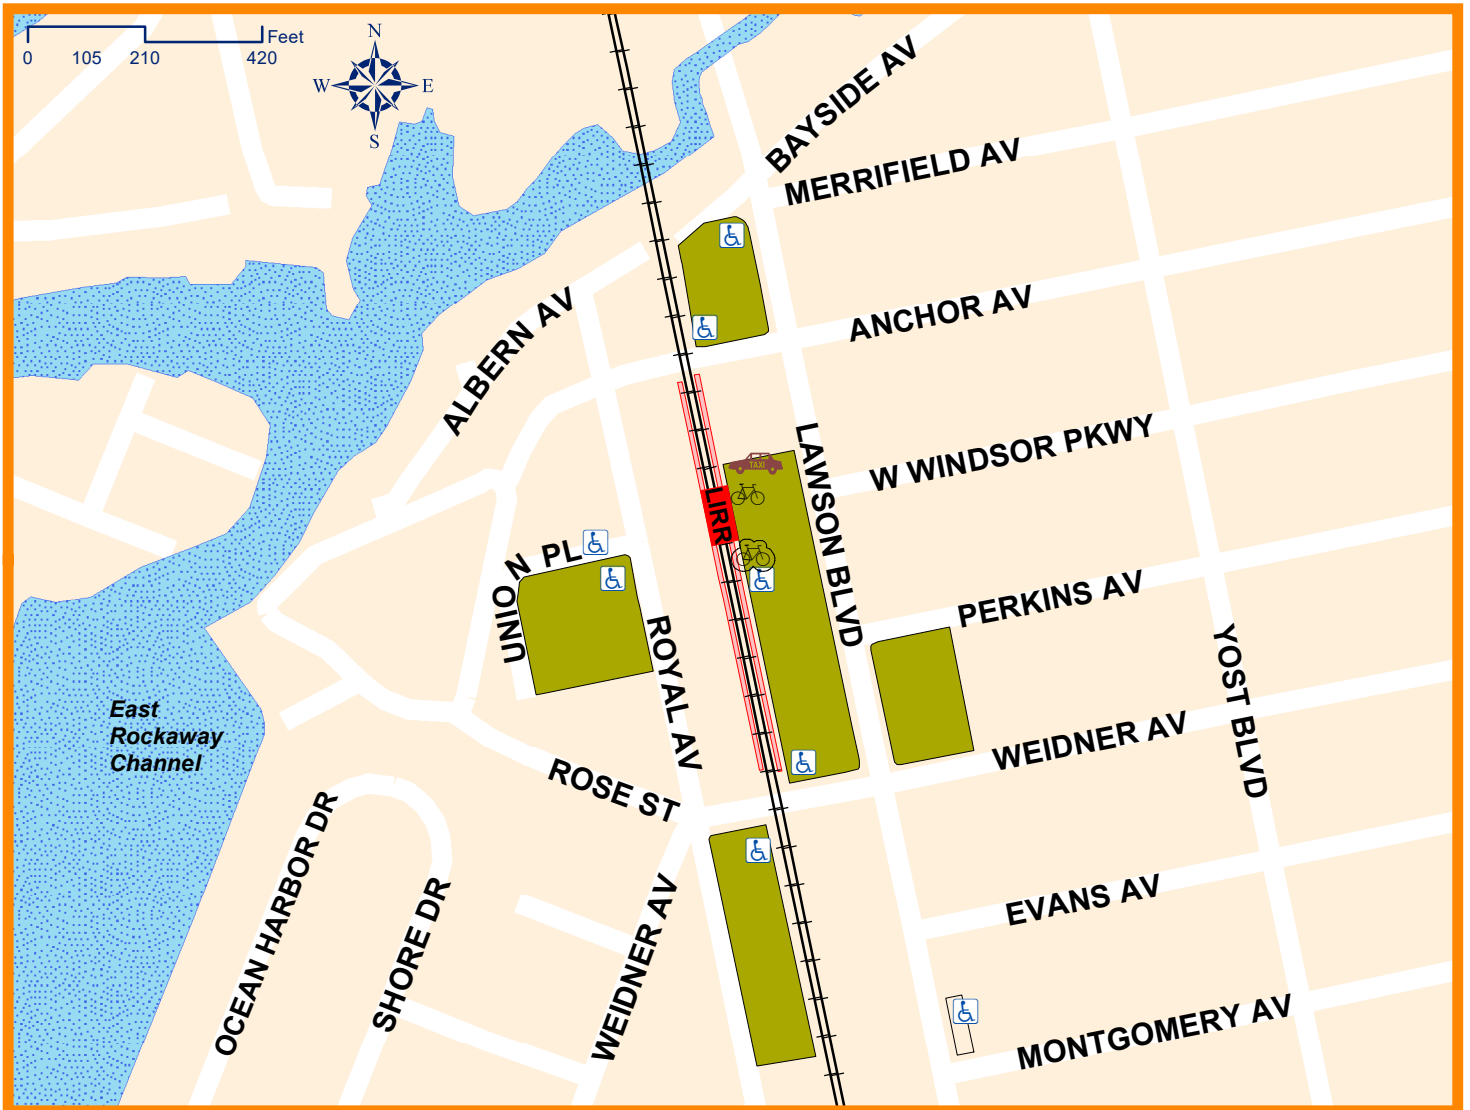 Feet
0 105 210 420
N
W E
S
BAYSIDE AV
MERRIFIELD AV
ANCHOR AV
ALBERN AV
W WINDSOR PKWY
LAWSON BLVD
TAXI
LIRR
UNION PL
PERKINS AV
ROYAL AV
YOST BLVD
East
Rockaway
Channel
WEIDNER AV
ROSE ST
OCEAN HARBOR DR
SHORE DR
WEIDNER AV
EVANS AV
MONTGOMERY AV